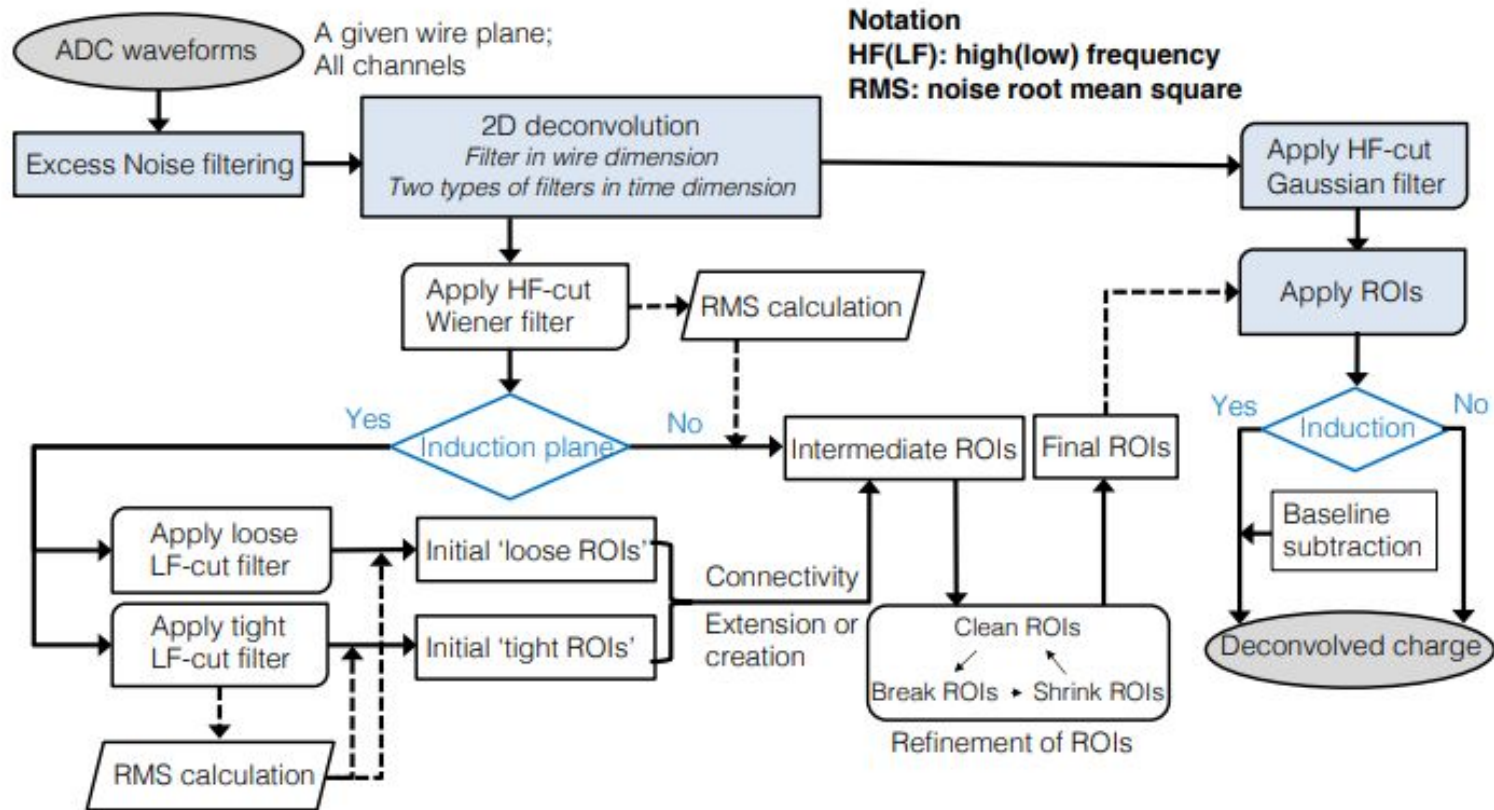 ADC waveforms
A given wire plane;
All channels
Notation
HF(LF): high(low) frequency
RMS: noise root mean square
Excess Noise filtering
2D deconvolution
Filter in wire dimension
Two types of filters in time dimension
Apply HF-cut
Gaussian filter
Apply HF-cut
Wiener filter
RMS calculation
Apply ROIs
Yes
Induction plane
No
Intermediate ROIs
Final ROIs
Yes
Induction
No
Apply loose
LF-cut filter
Initial ‘loose ROIs’
Baseline
subtraction
Connectivity
Extension or
creation
Apply tight
LF-cut filter
Initial ‘tight ROIs’
Clean ROIs
Break ROIs
Shrink ROIs
Refinement of ROIs
Deconvolved charge
RMS calculation